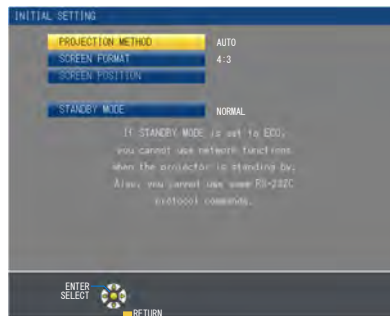 INITIAL SETTING
PROJECTION METHOD AUTO
SCREEN FORMAT 4:3
SCREEN POSITION
STANDBY MODE NORMAL
If STANDBY MODE is set to ECO,
you cannot use network functions
when the projector is standing by.
Also, you cannot use some RS-232C
protocol commands.
ENTER
SELECT
RETURN